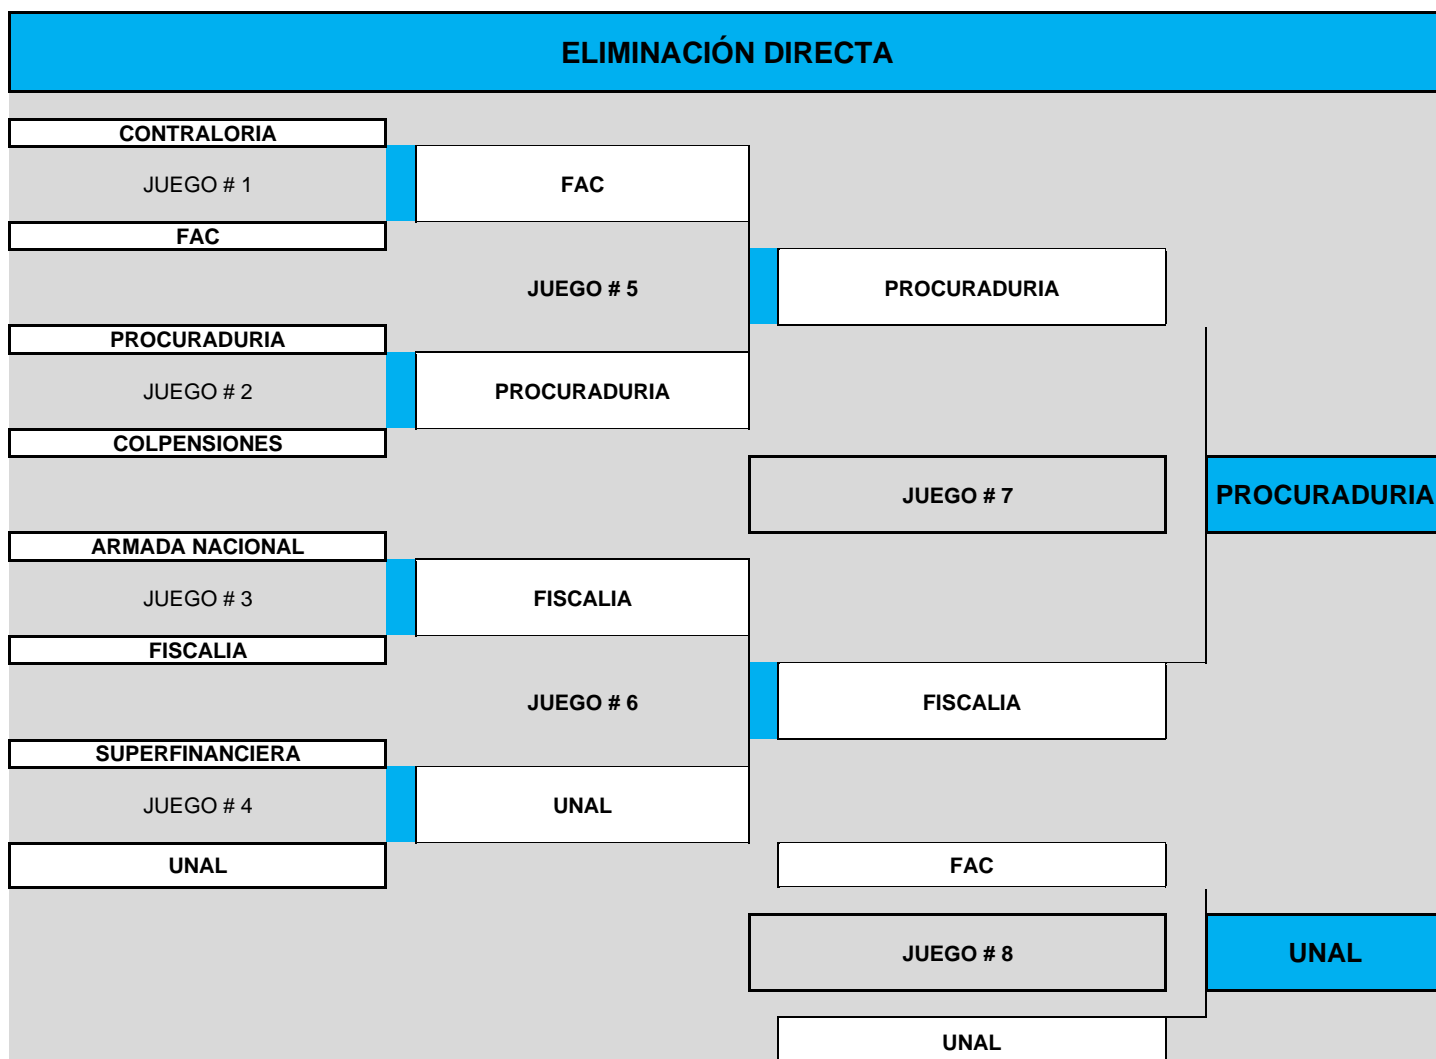 ELIMINACIÓN DIRECTA
CONTRALORIA
JUEGO # 1
FAC
FAC
JUEGO # 5
PROCURADURIA
PROCURADURIA
JUEGO # 2
PROCURADURIA
COLPENSIONES
JUEGO # 7
PROCURADURIA
ARMADA NACIONAL
JUEGO # 3
FISCALIA
FISCALIA
JUEGO # 6
FISCALIA
SUPERFINANCIERA
JUEGO # 4
UNAL
UNAL
FAC
JUEGO # 8
UNAL
UNAL